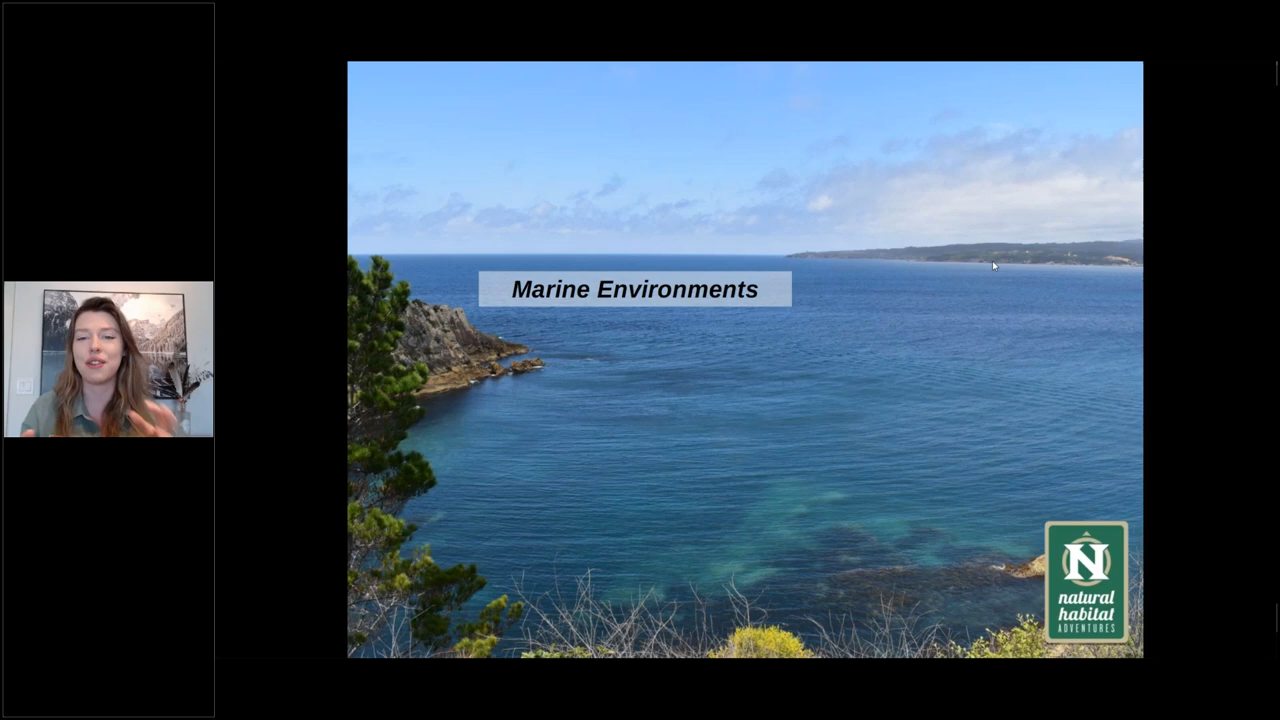 Marine Environments
N
natural
habitat
ADVENTURES